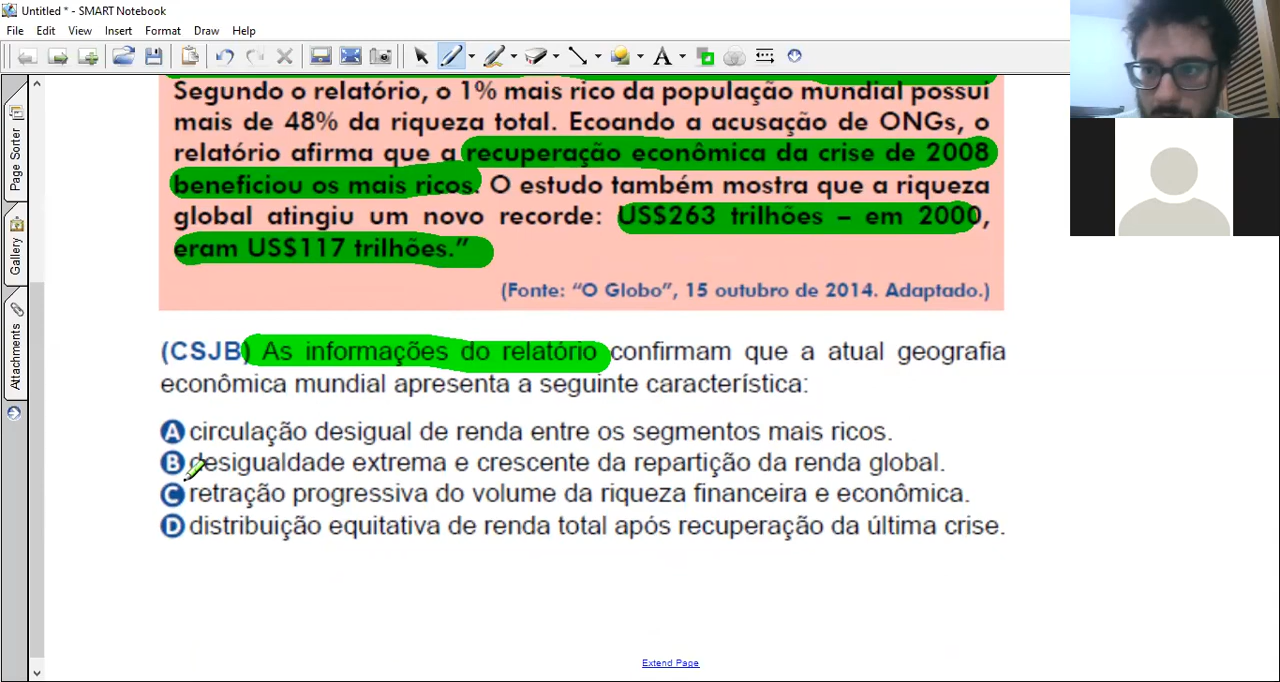 Untitled * - SMART Notebook
File Edit View Insert Format Draw Help
Page Sorter
Gallery
Attachments
Segundo o relatório, o 1% mais rico da população mundial possui
mais de 48% da riqueza total. Ecoando a acusação de ONGs, o
relatório afirma que a recuperação econômica da crise de 2008
beneficiou os mais ricos. O estudo também mostra que a riqueza
global atingiu um novo recorde: US$263 trilhões – em 2000,
eram US$117 trilhões.”
(Fonte: “O Globo”, 15 outubro de 2014. Adaptado.)
(CSJB) As informações do relatório confirmam que a atual geografia
econômica mundial apresenta a seguinte característica:
A circulação desigual de renda entre os segmentos mais ricos.
B desigualdade extrema e crescente da repartição da renda global.
C retração progressiva do volume da riqueza financeira e econômica.
D distribuição equitativa de renda total após recuperação da última crise.
Extend Page